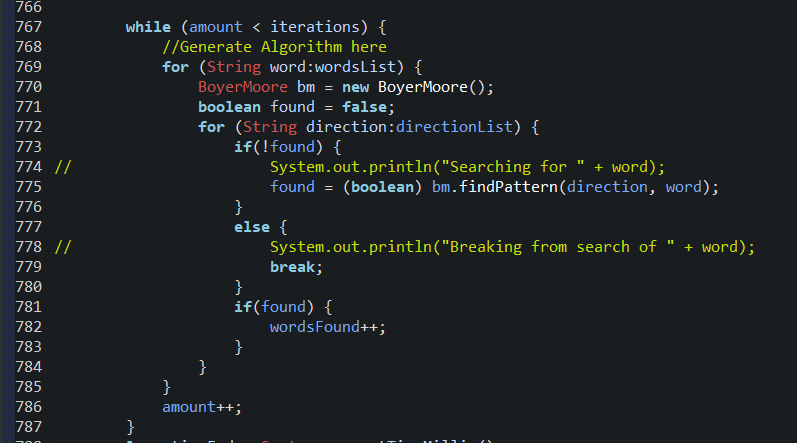 766
767 while (amount < iterations) {
768 //Generate Algorithm here
769 for (String word:wordsList) {
770 BoyerMoore bm = new BoyerMoore();
771 boolean found = false;
772 for (String direction:directionList) {
773 if(!found) {
774 // System.out.println("Searching for " + word);
775 found = (boolean) bm.findPattern(direction, word);
776 }
777 else {
778 // System.out.println("Breaking from search of " + word);
779 break;
780 }
781 if(found) {
782 wordsFound++;
783 }
784 }
785 }
786 amount++;
787 }